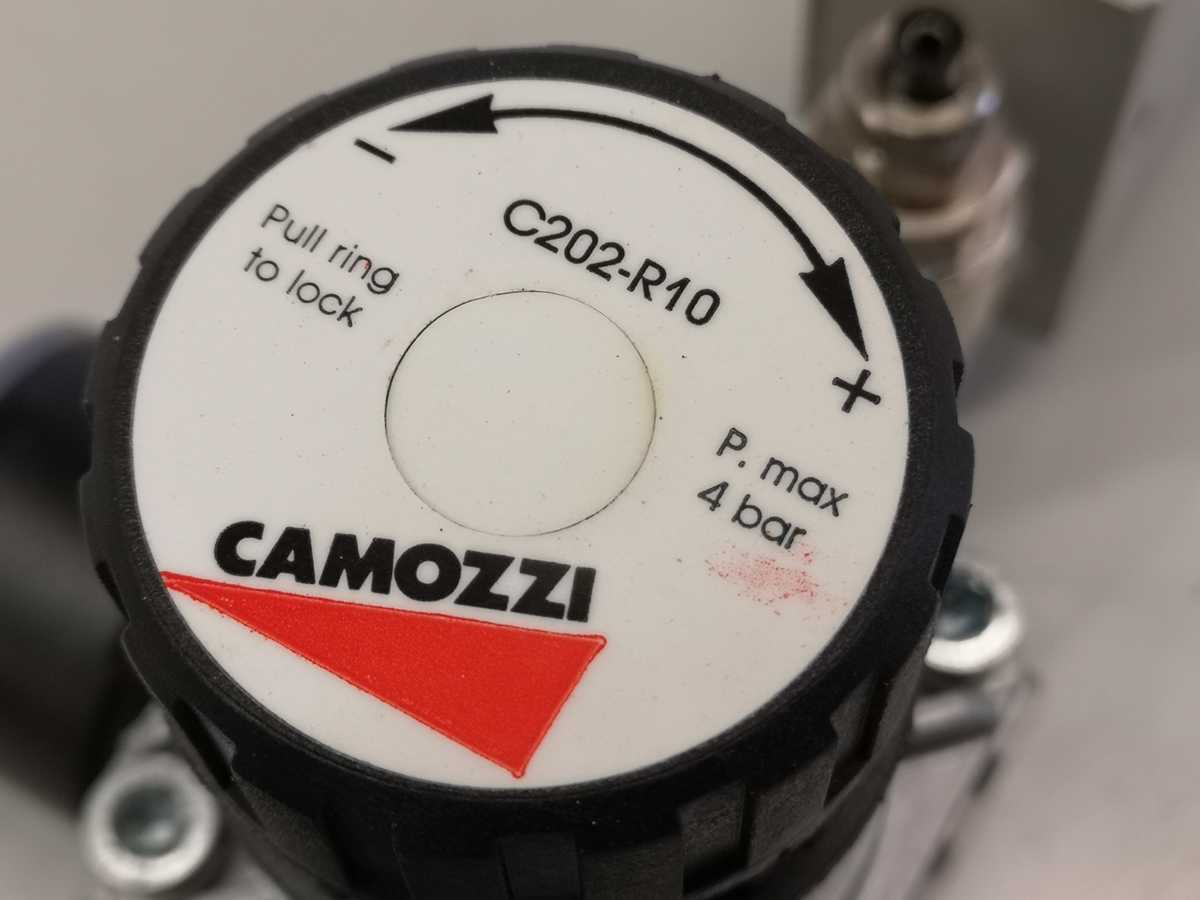 −
C202-R10
Pull ring
to lock
+
P. max
4 bar
CAMOZZI